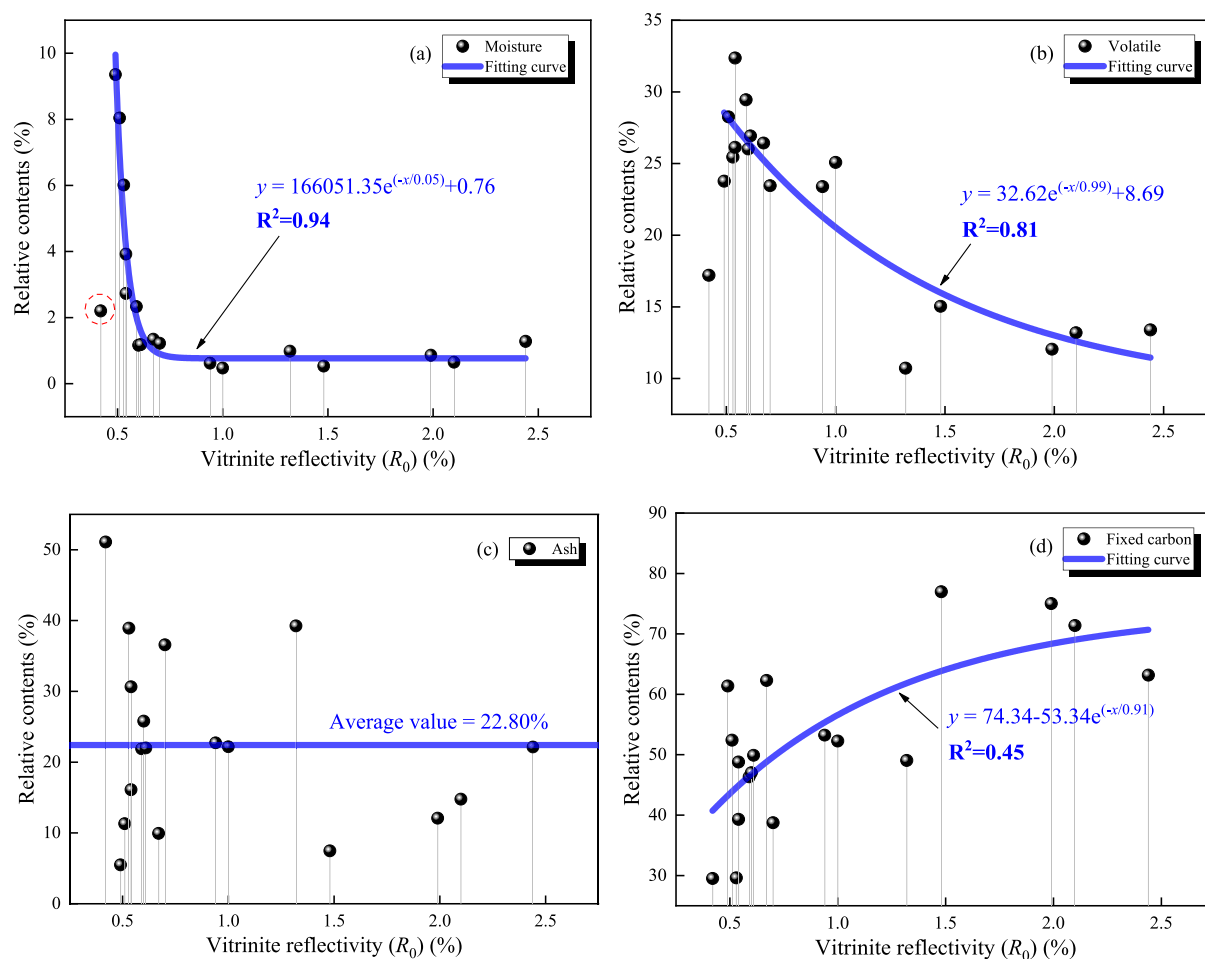 (a)
Moisture
Fitting curve
y = 166051.35e^(-x/0.05)+0.76
R²=0.94
Relative contents (%)
10
8
6
4
2
0
0.5 1.0 1.5 2.0 2.5
Vitrinite reflectivity (R₀) (%)
(b)
Volatile
Fitting curve
y = 32.62e^(-x/0.99)+8.69
R²=0.81
Relative contents (%)
35
30
25
20
15
10
0.5 1.0 1.5 2.0 2.5
Vitrinite reflectivity (R₀) (%)
(c)
Ash
Average value = 22.80%
Relative contents (%)
50
40
30
20
10
0
0.5 1.0 1.5 2.0 2.5
Vitrinite reflectivity (R₀) (%)
(d)
Fixed carbon
Fitting curve
y = 74.34-53.34e^(-x/0.91)
R²=0.45
Relative contents (%)
90
80
70
60
50
40
30
0.5 1.0 1.5 2.0 2.5
Vitrinite reflectivity (R₀) (%)